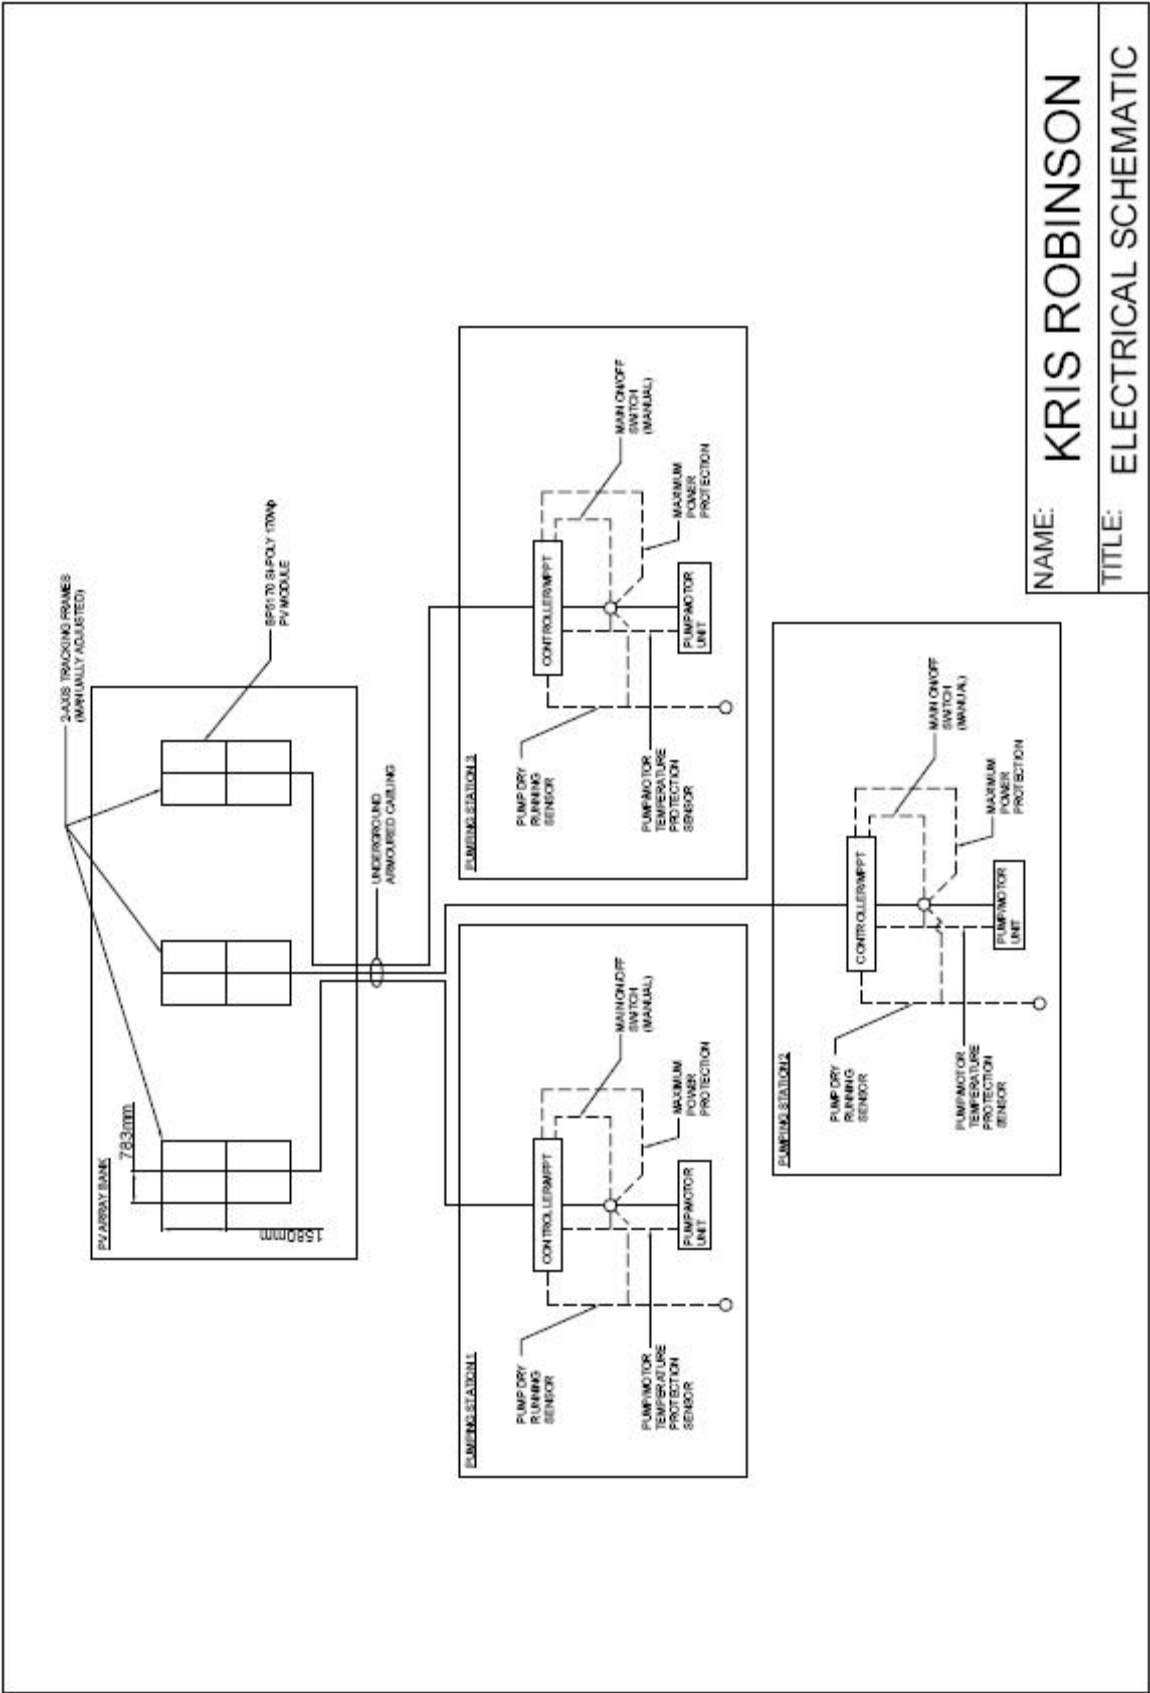 2-AXIS TRACKING FRAMES
(MANUALLY ADJUSTED)
BP5170 SI-POLY 170Wp
PV MODULE
PV ARRAY BANK
783mm
1580mm
UNDERGROUND
ARMOURED CABLING
PUMPING STATION 1
PUMP DRY
RUNNING
SENSOR
CONTROLLER/MPPT
MAIN ON/OFF
SWITCH
(MANUAL)
MAXIMUM
POWER
PROTECTION
PUMP/MOTOR
TEMPERATURE
PROTECTION
SENSOR
PUMP/MOTOR
UNIT
PUMPING STATION 3
PUMP DRY
RUNNING
SENSOR
CONTROLLER/MPPT
MAIN ON/OFF
SWITCH
(MANUAL)
MAXIMUM
POWER
PROTECTION
PUMP/MOTOR
TEMPERATURE
PROTECTION
SENSOR
PUMP/MOTOR
UNIT
PUMPING STATION 2
PUMP DRY
RUNNING
SENSOR
CONTROLLER/MPPT
MAIN ON/OFF
SWITCH
(MANUAL)
MAXIMUM
POWER
PROTECTION
PUMP/MOTOR
TEMPERATURE
PROTECTION
SENSOR
PUMP/MOTOR
UNIT
NAME: KRIS ROBINSON
TITLE: ELECTRICAL SCHEMATIC